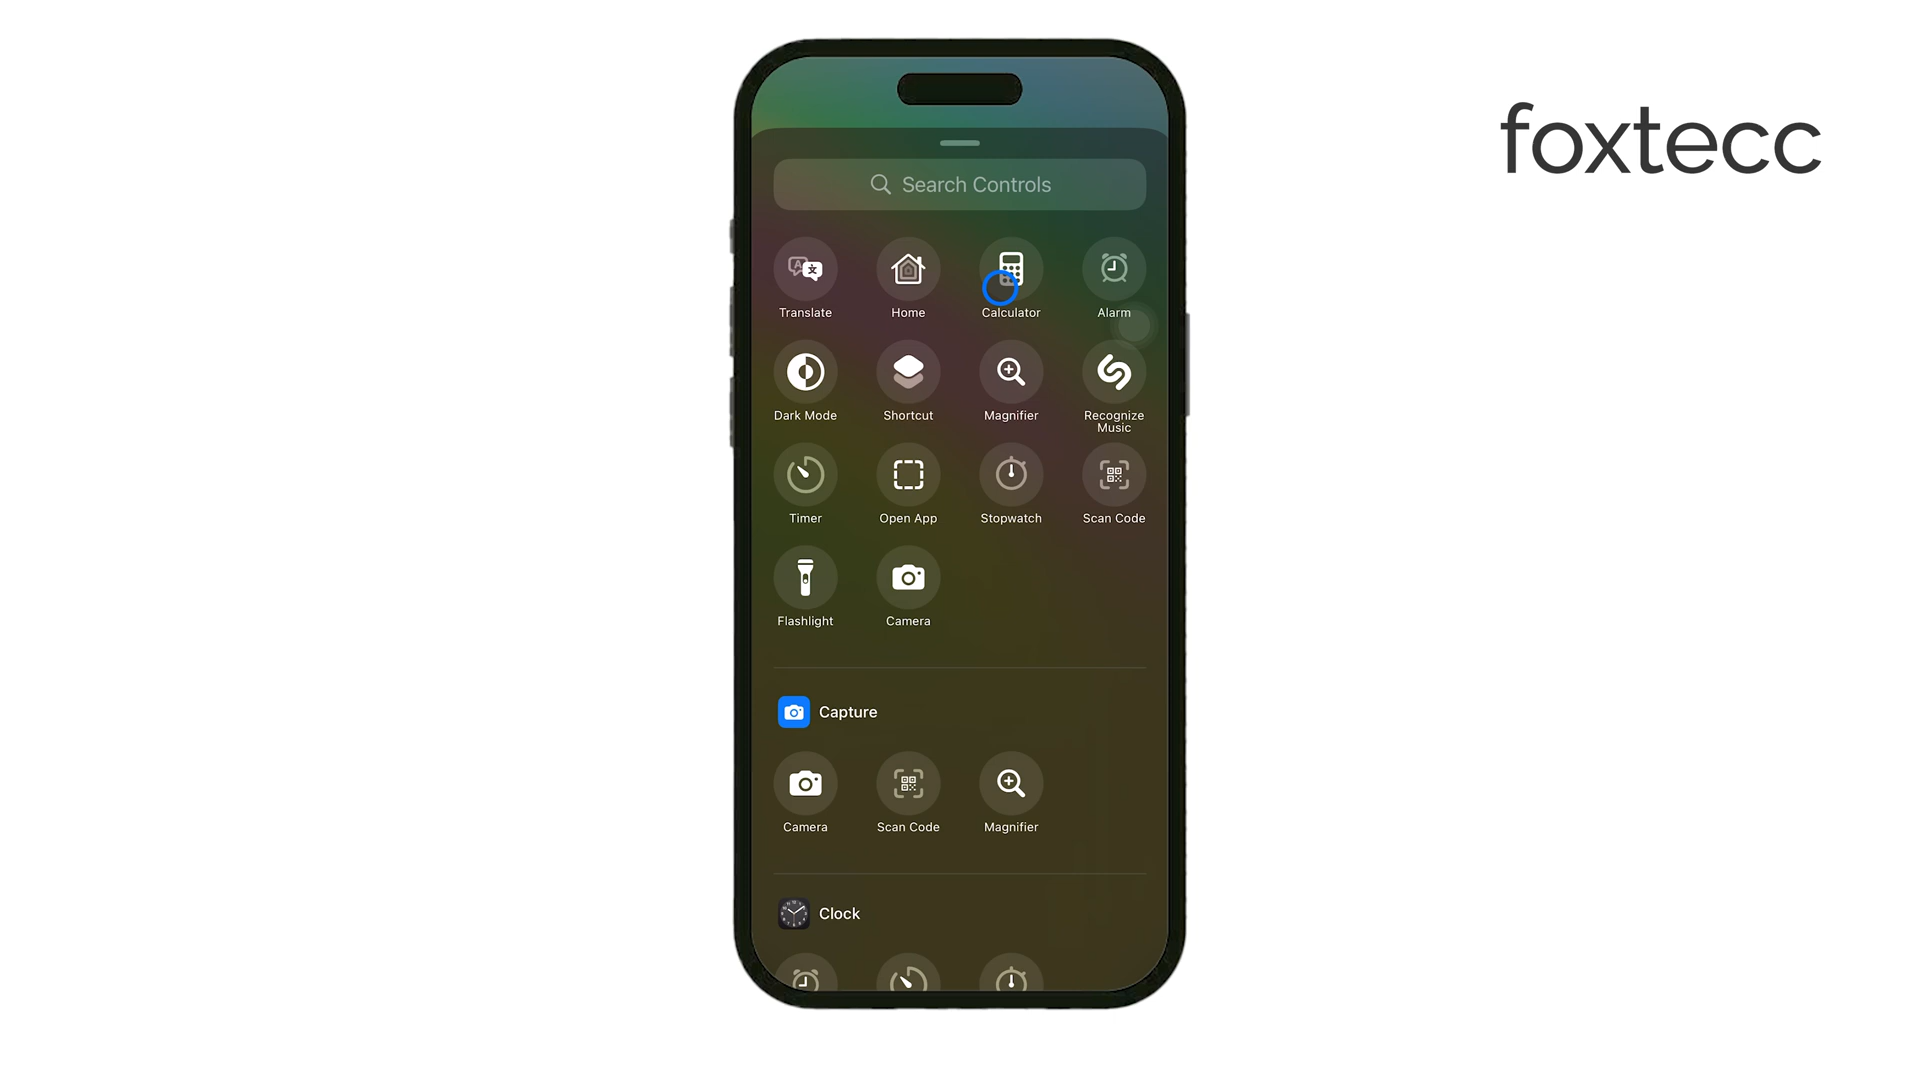 foxtecc
Search Controls
Translate
Home
Calculator
Alarm
Dark Mode
Shortcut
Magnifier
Recognize
Music
Timer
Open App
Stopwatch
Scan Code
Flashlight
Camera
Capture
Camera
Scan Code
Magnifier
Clock